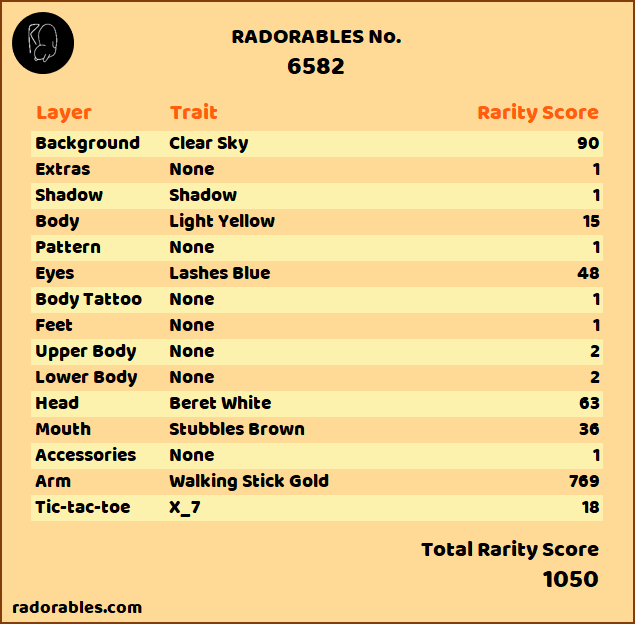 RADORABLES No.
6582
Layer Trait Rarity Score
Background Clear Sky 90
Extras None 1
Shadow Shadow 1
Body Light Yellow 15
Pattern None 1
Eyes Lashes Blue 48
Body Tattoo None 1
Feet None 1
Upper Body None 2
Lower Body None 2
Head Beret White 63
Mouth Stubbles Brown 36
Accessories None 1
Arm Walking Stick Gold 769
Tic-tac-toe X_7 18
Total Rarity Score
1050
radorables.com